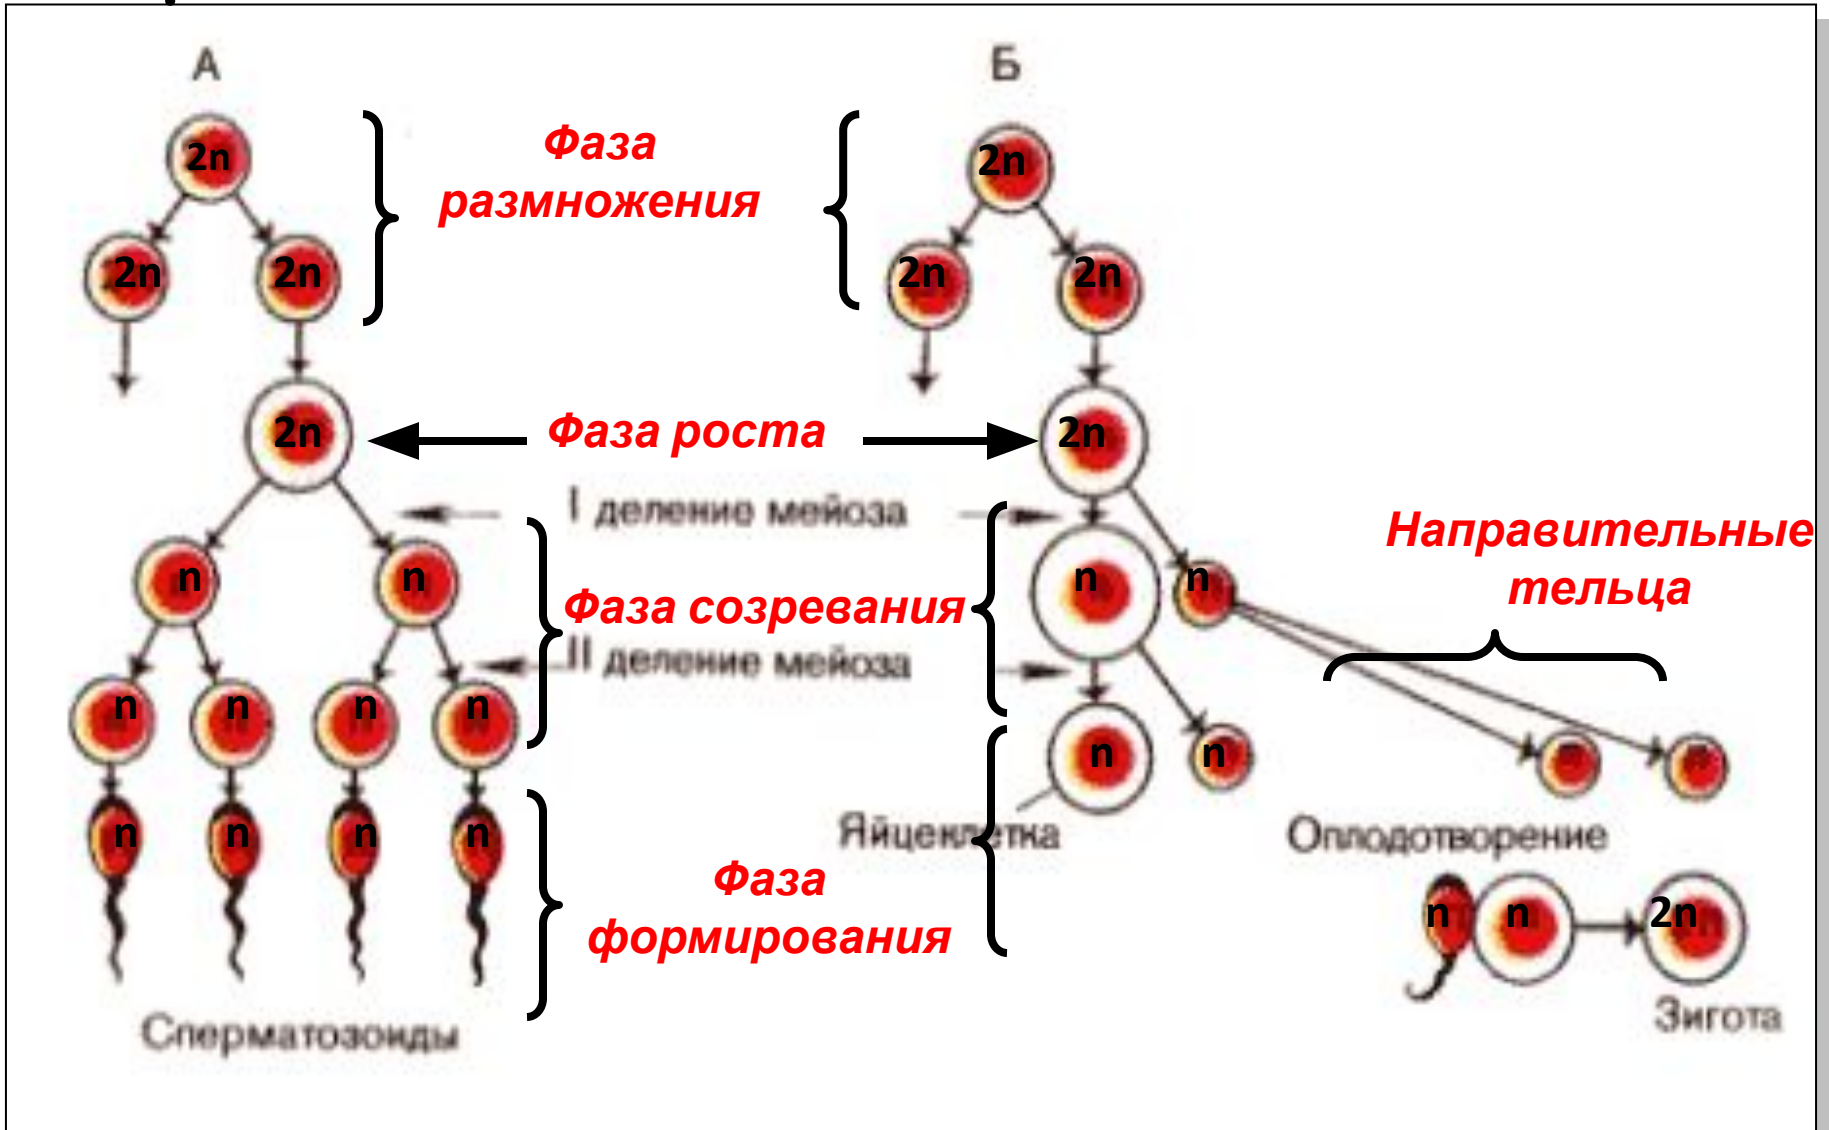 А
Б
2n
2n
Фаза
размножения
2n
2n
2n
2n
2n
Фаза роста
2n
I деление мейоза
Направительные
тельца
n
n
Фаза созревания
n
n
II деление мейоза
n
n
n
n
n
n
Яйцеклетка
Оплодотворение
n
n
n
n
Фаза
формирования
n
n
2n
Зигота
Сперматозоиды